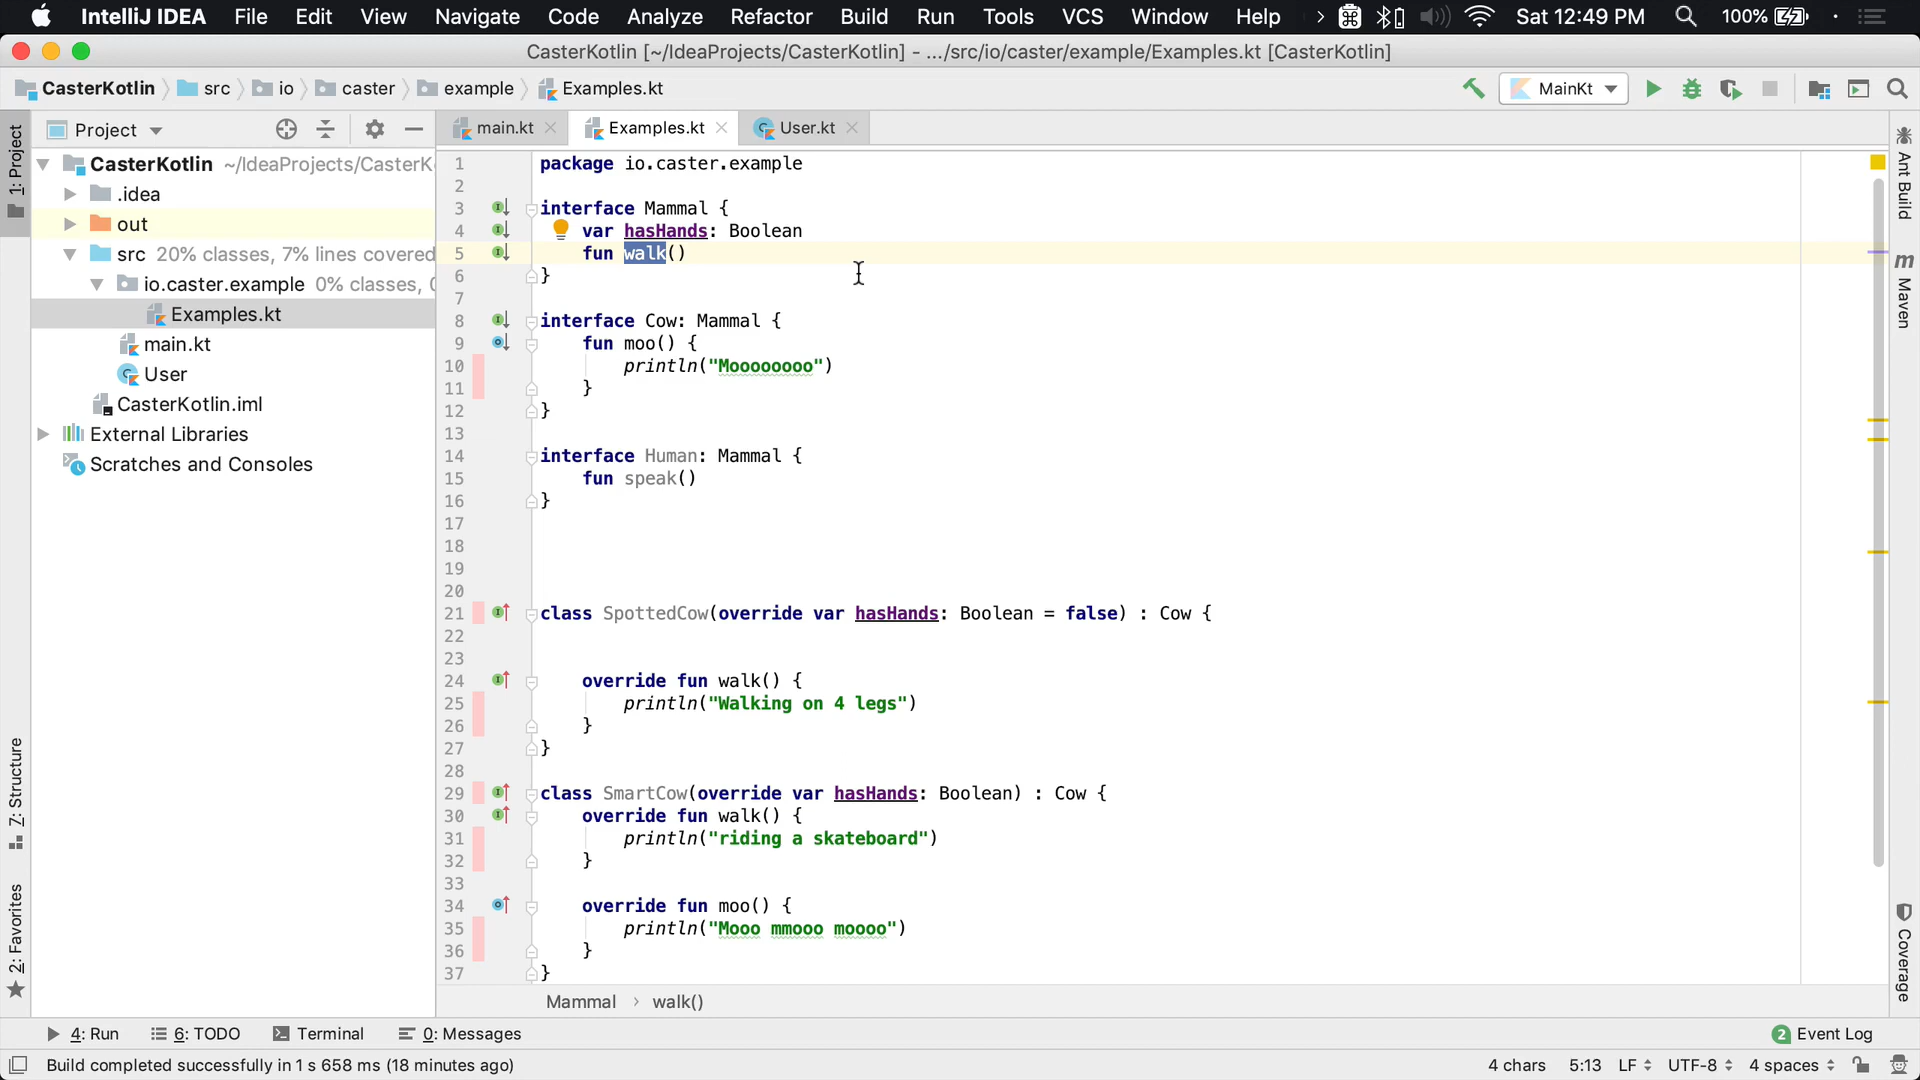 IntelliJ IDEA File Edit View Navigate Code Analyze Refactor Build Run Tools VCS Window Help Sat 12:49 PM 100%
CasterKotlin [~/IdeaProjects/CasterKotlin] - .../src/io/caster/example/Examples.kt [CasterKotlin]
CasterKotlin src io caster example Examples.kt MainKt
Project main.kt Examples.kt User.kt
1: Project
CasterKotlin ~/IdeaProjects/CasterK
.idea
out
src 20% classes, 7% lines covered
io.caster.example 0% classes, 0
Examples.kt
main.kt
User
CasterKotlin.iml
External Libraries
Scratches and Consoles
7: Structure
2: Favorites
1 package io.caster.example
2
3 interface Mammal {
4 var hasHands: Boolean
5 fun walk()
6 }
7
8 interface Cow: Mammal {
9 fun moo() {
10 println("Moooooooo")
11 }
12 }
13
14 interface Human: Mammal {
15 fun speak()
16 }
17
18
19
20
21 class SpottedCow(override var hasHands: Boolean = false) : Cow {
22
23
24 override fun walk() {
25 println("Walking on 4 legs")
26 }
27 }
28
29 class SmartCow(override var hasHands: Boolean) : Cow {
30 override fun walk() {
31 println("riding a skateboard")
32 }
33
34 override fun moo() {
35 println("Mooo mmooo moooo")
36 }
37 }
Ant Build
m Maven
Coverage
Mammal › walk()
4: Run 6: TODO Terminal 0: Messages 2 Event Log
Build completed successfully in 1 s 658 ms (18 minutes ago) 4 chars 5:13 LF UTF-8 4 spaces